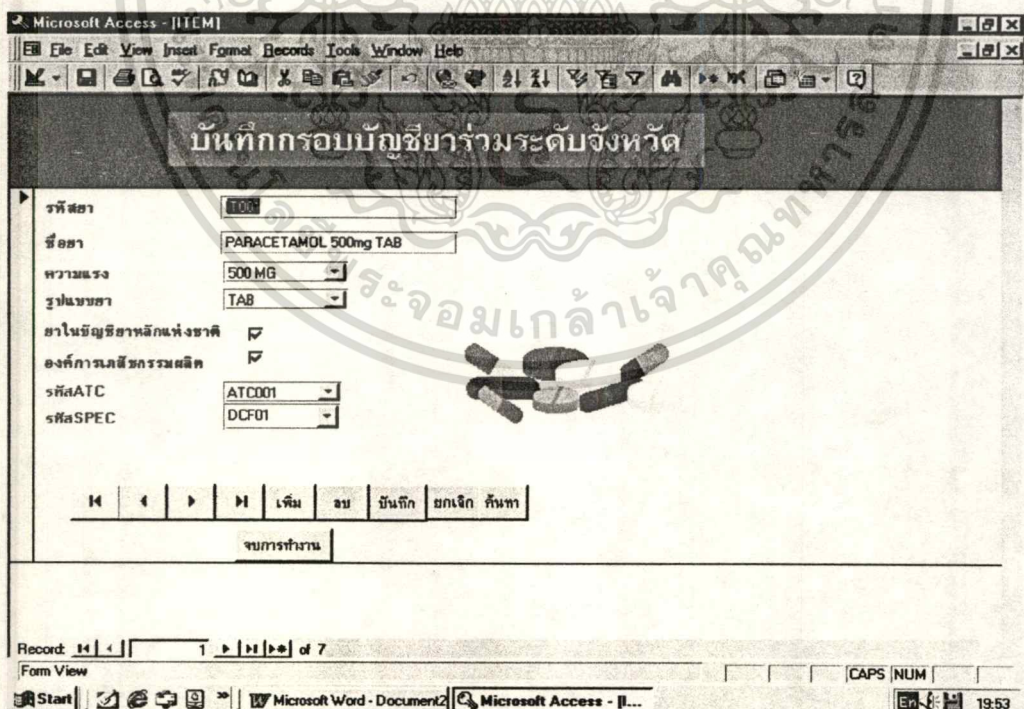 Microsoft Access - [ITEM]
File Edit View Insert Format Records Tools Window Help
บันทึกกรอบบัญชียาร่วมระดับจังหวัด
รหัสยา
ชื่อยา PARACETAMOL 500mg TAB
ความแรง 500 MG
รูปแบบยา TAB
ยาในบัญชียาหลักแห่งชาติ
องค์การเภสัชกรรมผลิต
รหัสATC ATC001
รหัสSPEC DCF01
เพิ่ม ลบ บันทึก ยกเลิก ค้นหา
จบการทำงาน
Record: 1 of 7
Form View CAPS NUM
Start Microsoft Word - Document2 Microsoft Access - [I... En 19:53